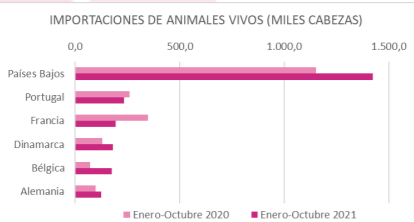 IMPORTACIONES DE ANIMALES VIVOS (MILES CABEZAS)
0,0 500,0 1.000,0 1.500,0
Países Bajos
Portugal
Francia
Dinamarca
Bélgica
Alemania
Enero-Octubre 2020 Enero-Octubre 2021